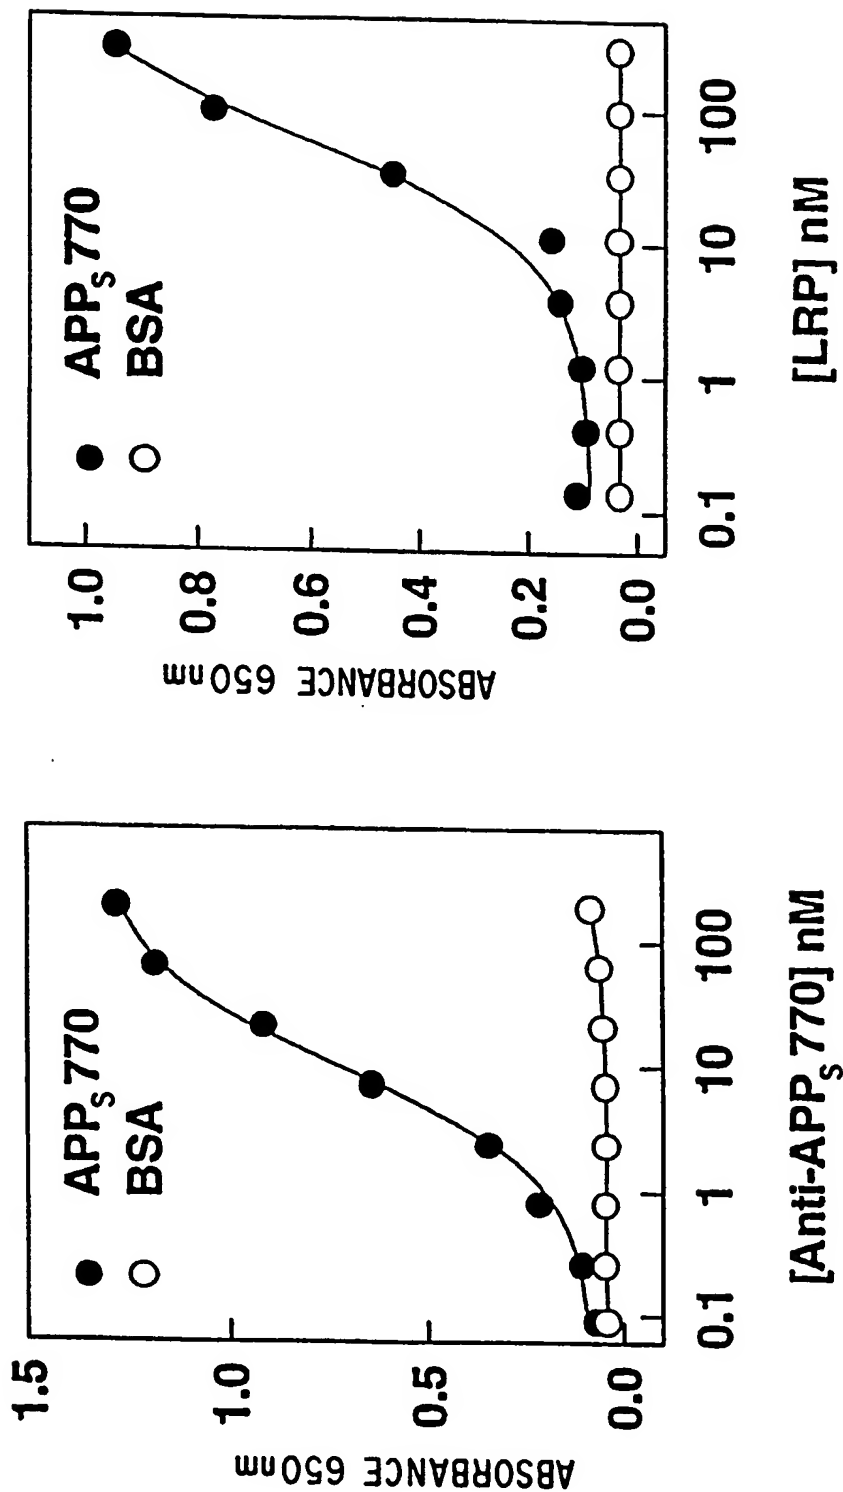 ABSORBANCE 650nm
1.5
1.0
0.5
0.0
APPS 770
BSA
0.1
1
10
100
[Anti-APPS 770] nM
ABSORBANCE 650nm
1.0
0.8
0.6
0.4
0.2
0.0
APPS 770
BSA
0.1
1
10
100
[LRP] nM